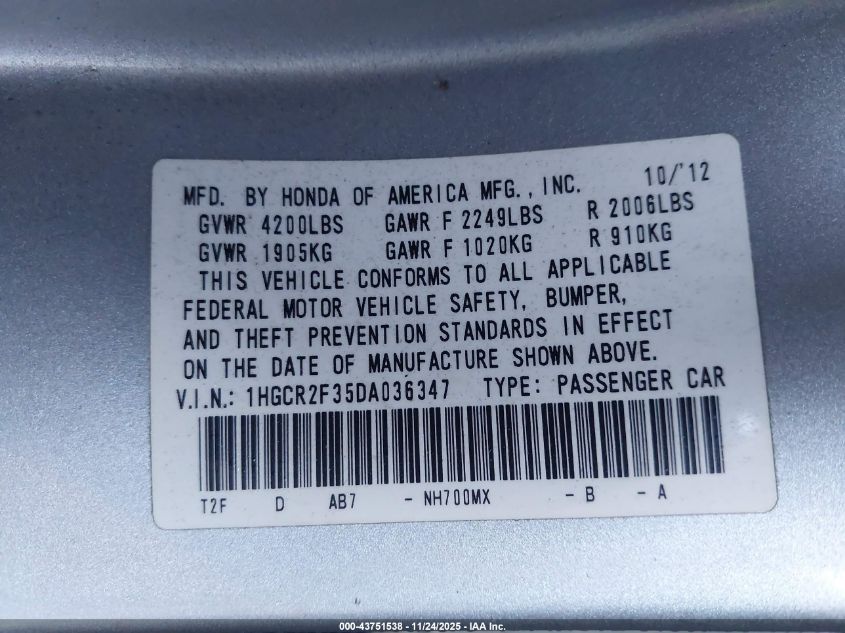 MFD. BY HONDA OF AMERICA MFG., INC. 10/'12
GVWR 4200LBS GAWR F 2249LBS R 2006LBS
GVWR 1905KG GAWR F 1020KG R 910KG
THIS VEHICLE CONFORMS TO ALL APPLICABLE
FEDERAL MOTOR VEHICLE SAFETY, BUMPER,
AND THEFT PREVENTION STANDARDS IN EFFECT
ON THE DATE OF MANUFACTURE SHOWN ABOVE.
V.I.N.: 1HGCR2F35DA036347 TYPE: PASSENGER CAR
T2F D AB7 - NH700MX - B - A
000-43751538 - 11/24/2025 - IAA Inc.